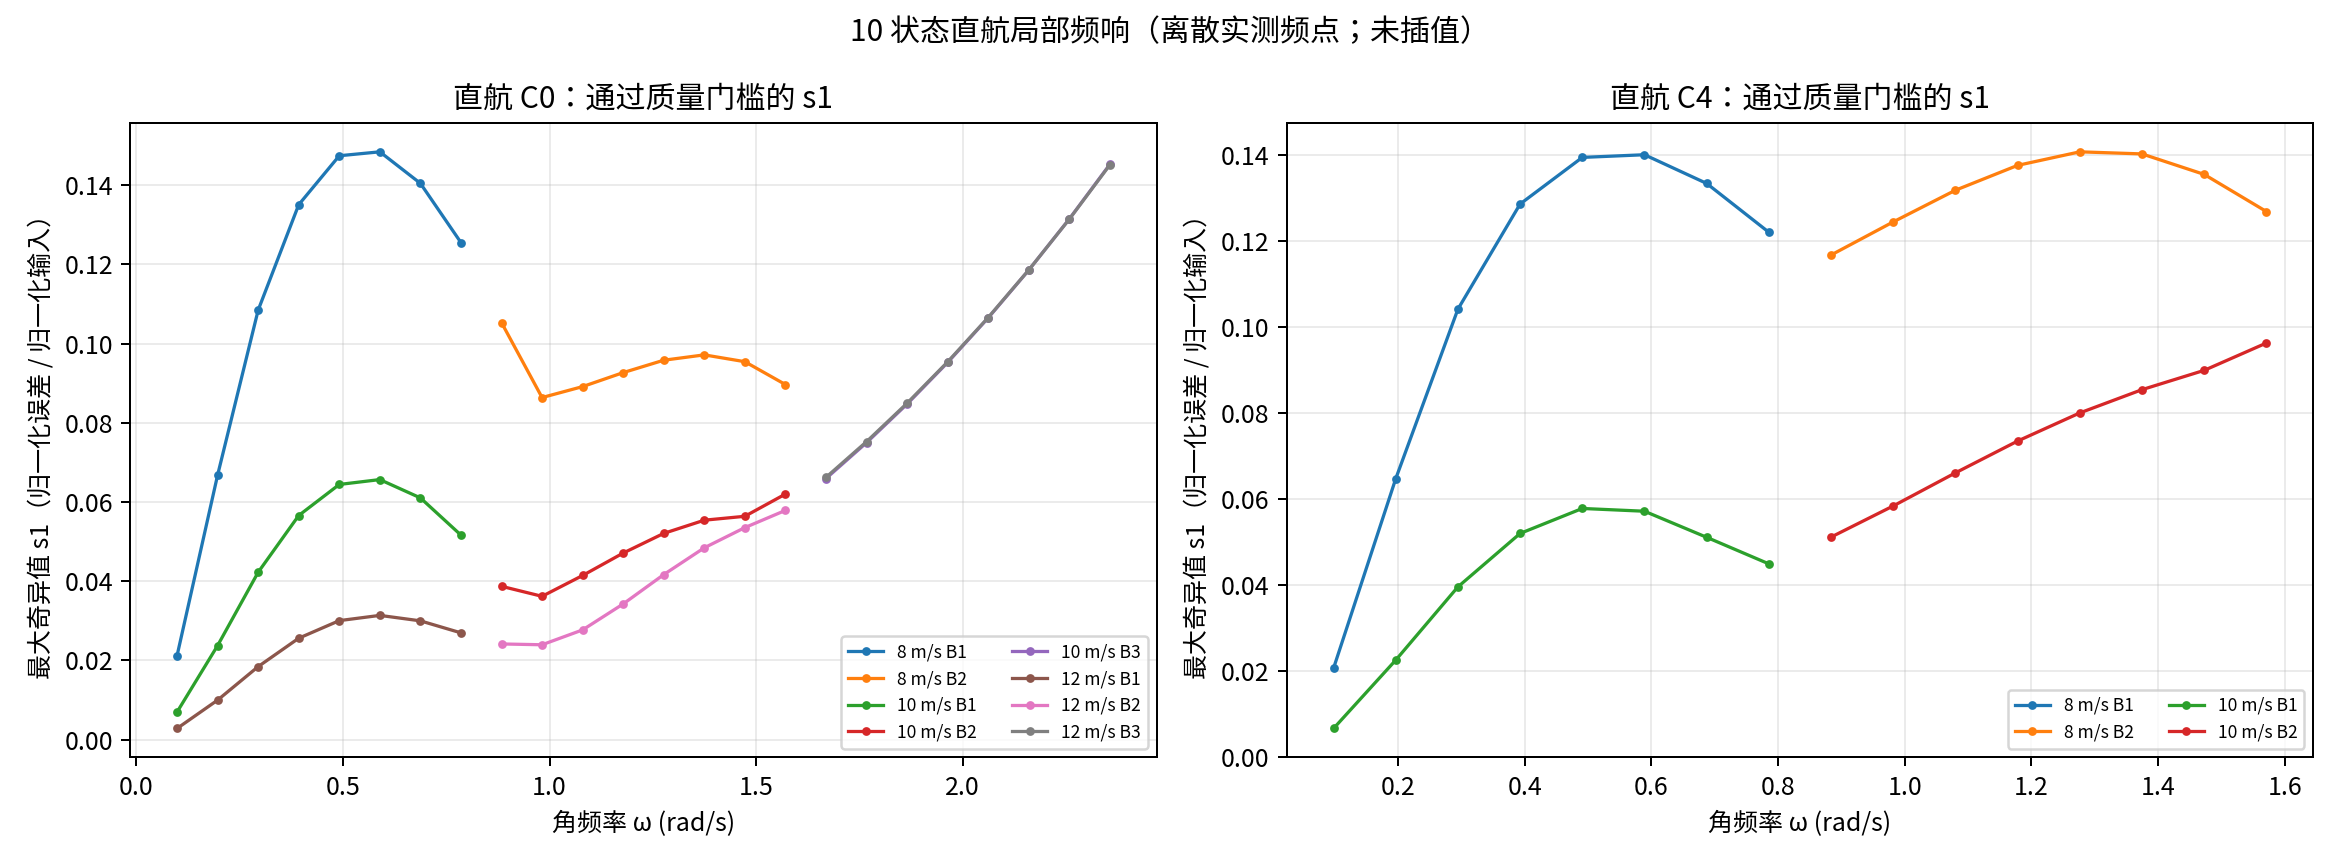 10 状态直航局部频响（离散实测频点；未插值）
直航 C0：通过质量门槛的 s1
最大奇异值 s1（归一化误差 / 归一化输入）
0.14
0.12
0.10
0.08
0.06
0.04
0.02
0.00
0.0 0.5 1.0 1.5 2.0
角频率 ω (rad/s)
8 m/s B1
8 m/s B2
10 m/s B1
10 m/s B2
10 m/s B3
12 m/s B1
12 m/s B2
12 m/s B3
直航 C4：通过质量门槛的 s1
最大奇异值 s1（归一化误差 / 归一化输入）
0.14
0.12
0.10
0.08
0.06
0.04
0.02
0.00
0.2 0.4 0.6 0.8 1.0 1.2 1.4 1.6
角频率 ω (rad/s)
8 m/s B1
8 m/s B2
10 m/s B1
10 m/s B2